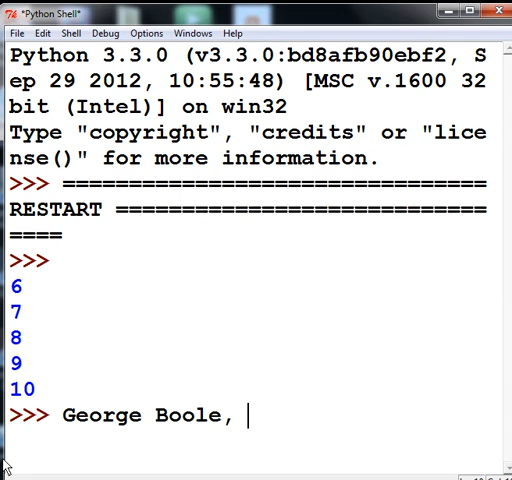 *Python Shell*
File Edit Shell Debug Options Windows Help
Python 3.3.0 (v3.3.0:bd8afb90ebf2, S
ep 29 2012, 10:55:48) [MSC v.1600 32
bit (Intel)] on win32
Type "copyright", "credits" or "lice
nse()" for more information.
>>> ================================
RESTART ============================
====
>>>
6
7
8
9
10
>>> George Boole,